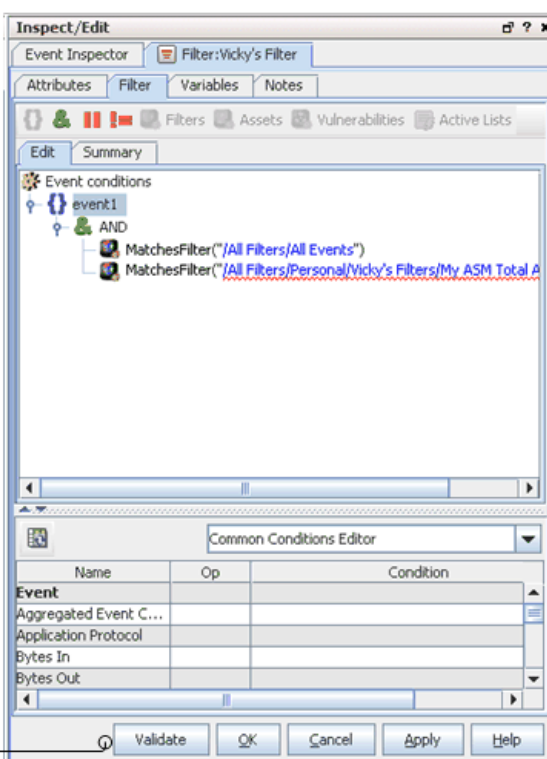 Inspect/Edit
Event Inspector Filter:Vicky's Filter
Attributes Filter Variables Notes
Filters Assets Vulnerabilities Active Lists
Edit Summary
Event conditions
event1
AND
MatchesFilter("/All Filters/All Events")
MatchesFilter("/All Filters/Personal/Vicky's Filters/My ASM Total A
Common Conditions Editor
Name Op Condition
Event
Aggregated Event C...
Application Protocol
Bytes In
Bytes Out
Validate OK Cancel Apply Help